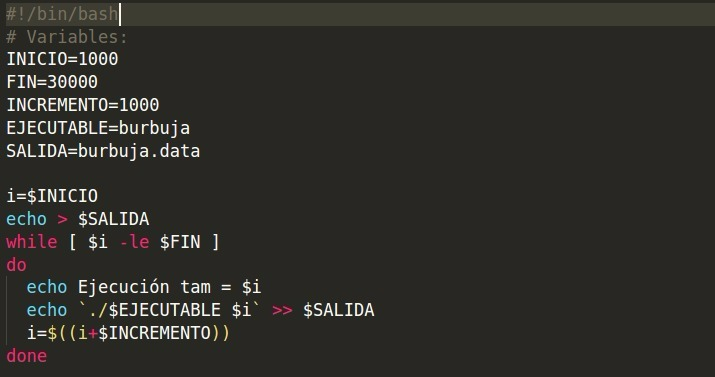 #!/bin/bash
# Variables:
INICIO=1000
FIN=30000
INCREMENTO=1000
EJECUTABLE=burbuja
SALIDA=burbuja.data

i=$INICIO
echo > $SALIDA
while [ $i -le $FIN ]
do
  echo Ejecución tam = $i
  echo `./$EJECUTABLE $i` >> $SALIDA
  i=$((i+$INCREMENTO))
done